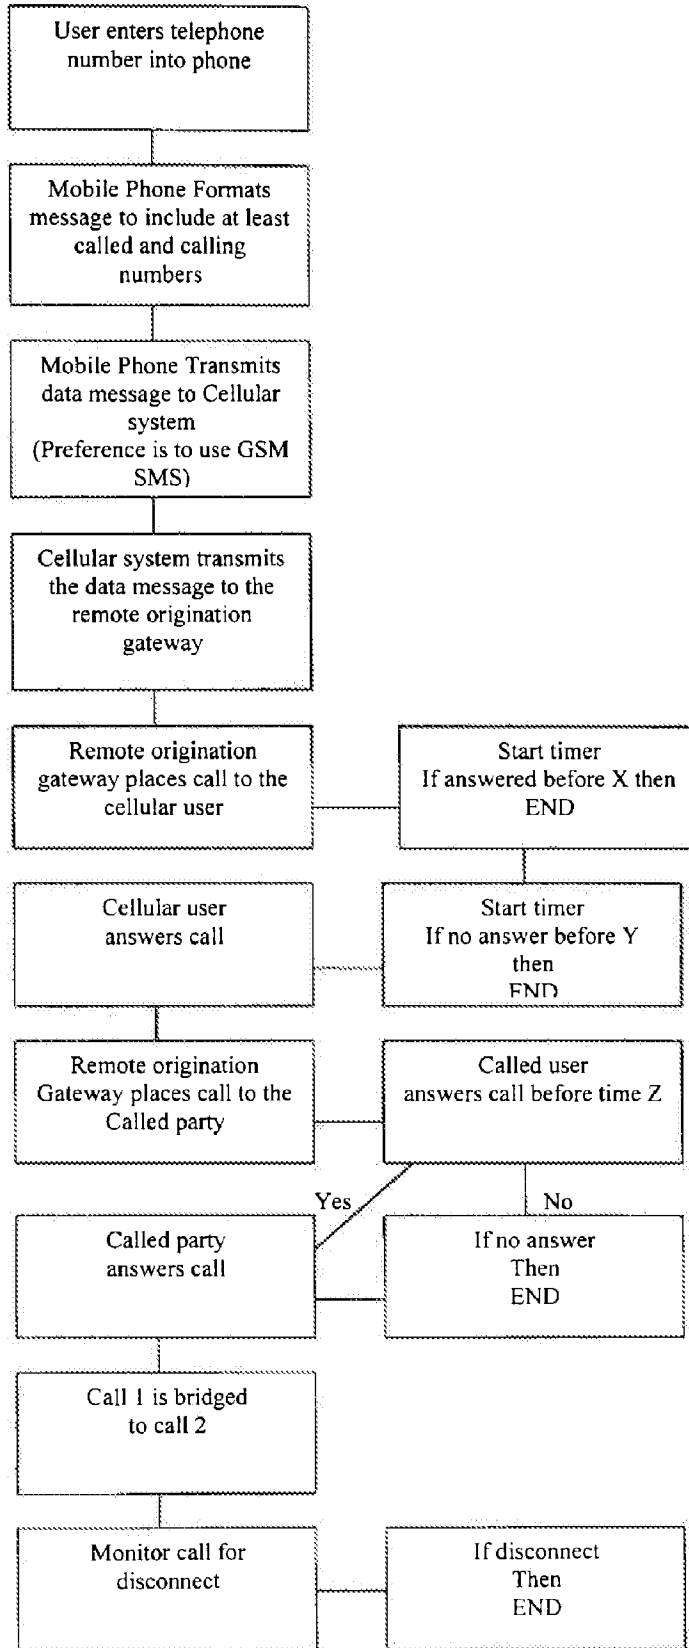 User enters telephone
number into phone
Mobile Phone Formats
message to include at least
called and calling
numbers
Mobile Phone Transmits
data message to Cellular
system
(Preference is to use GSM
SMS)
Cellular system transmits
the data message to the
remote origination
gateway
Remote origination
gateway places call to the
cellular user
Start timer
If answered before X then
END
Cellular user
answers call
Start timer
If no answer before Y
then
END
Remote origination
Gateway places call to the
Called party
Called user
answers call before time Z
Yes
No
Called party
answers call
If no answer
Then
END
Call 1 is bridged
to call 2
Monitor call for
disconnect
If disconnect
Then
END